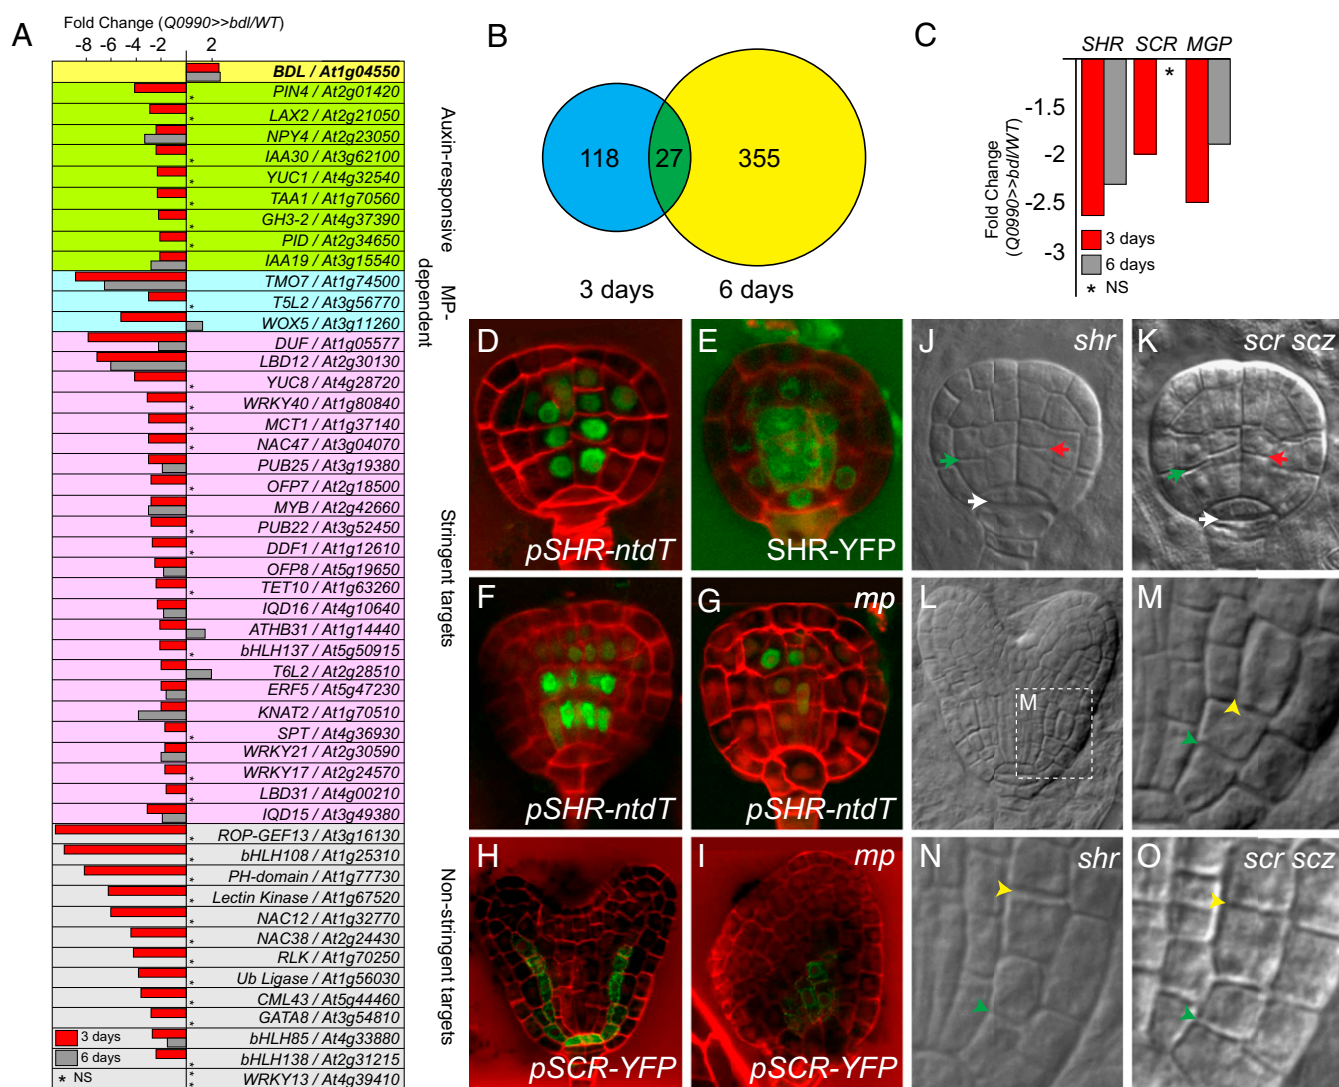 A
Fold Change (Q0990>>bdl/WT)
-8 -6 -4 -2 2
BDL / At1g04550
PIN4 / At2g01420
*
LAX2 / At2g21050
*
NPY4 / At2g23050
IAA30 / At3g62100
*
YUC1 / At4g32540
*
TAA1 / At1g70560
*
GH3-2 / At4g37390
*
PID / At2g34650
*
IAA19 / At3g15540
TMO7 / At1g74500
T5L2 / At3g56770
*
WOX5 / At3g11260
DUF / At1g05577
LBD12 / At2g30130
YUC8 / At4g28720
*
WRKY40 / At1g80840
*
MCT1 / At1g37140
*
NAC47 / At3g04070
*
PUB25 / At3g19380
OFP7 / At2g18500
*
MYB / At2g42660
PUB22 / At3g52450
*
DDF1 / At1g12610
*
OFP8 / At5g19650
TET10 / At1g63260
*
IQD16 / At4g10640
ATHB31 / At1g14440
bHLH137 / At5g50915
*
T6L2 / At2g28510
ERF5 / At5g47230
KNAT2 / At1g70510
SPT / At4g36930
*
WRKY21 / At2g30590
WRKY17 / At2g24570
*
LBD31 / At4g00210
*
IQD15 / At3g49380
ROP-GEF13 / At3g16130
*
bHLH108 / At1g25310
*
PH-domain / At1g77730
*
Lectin Kinase / At1g67520
*
NAC12 / At1g32770
*
NAC38 / At2g24430
*
RLK / At1g70250
*
Ub Ligase / At1g56030
*
CML43 / At5g44460
*
GATA8 / At3g54810
*
bHLH85 / At4g33880
bHLH138 / At2g31215
*
WRKY13 / At4g39410
*
*
3 days
6 days
* NS
Auxin-responsive
MP-
dependent
Stringent targets
Non-stringent targets
B
118 27 355
3 days 6 days
C
SHR SCR MGP
*
-1.5
-2
-2.5
-3
Fold Change
(Q0990>>bdl/WT)
3 days
6 days
* NS
D
pSHR-ntdT
E
SHR-YFP
F
pSHR-ntdT
G mp
pSHR-ntdT
H
pSCR-YFP
I mp
pSCR-YFP
J shr
K scr scz
L
M
M
N shr
O scr scz